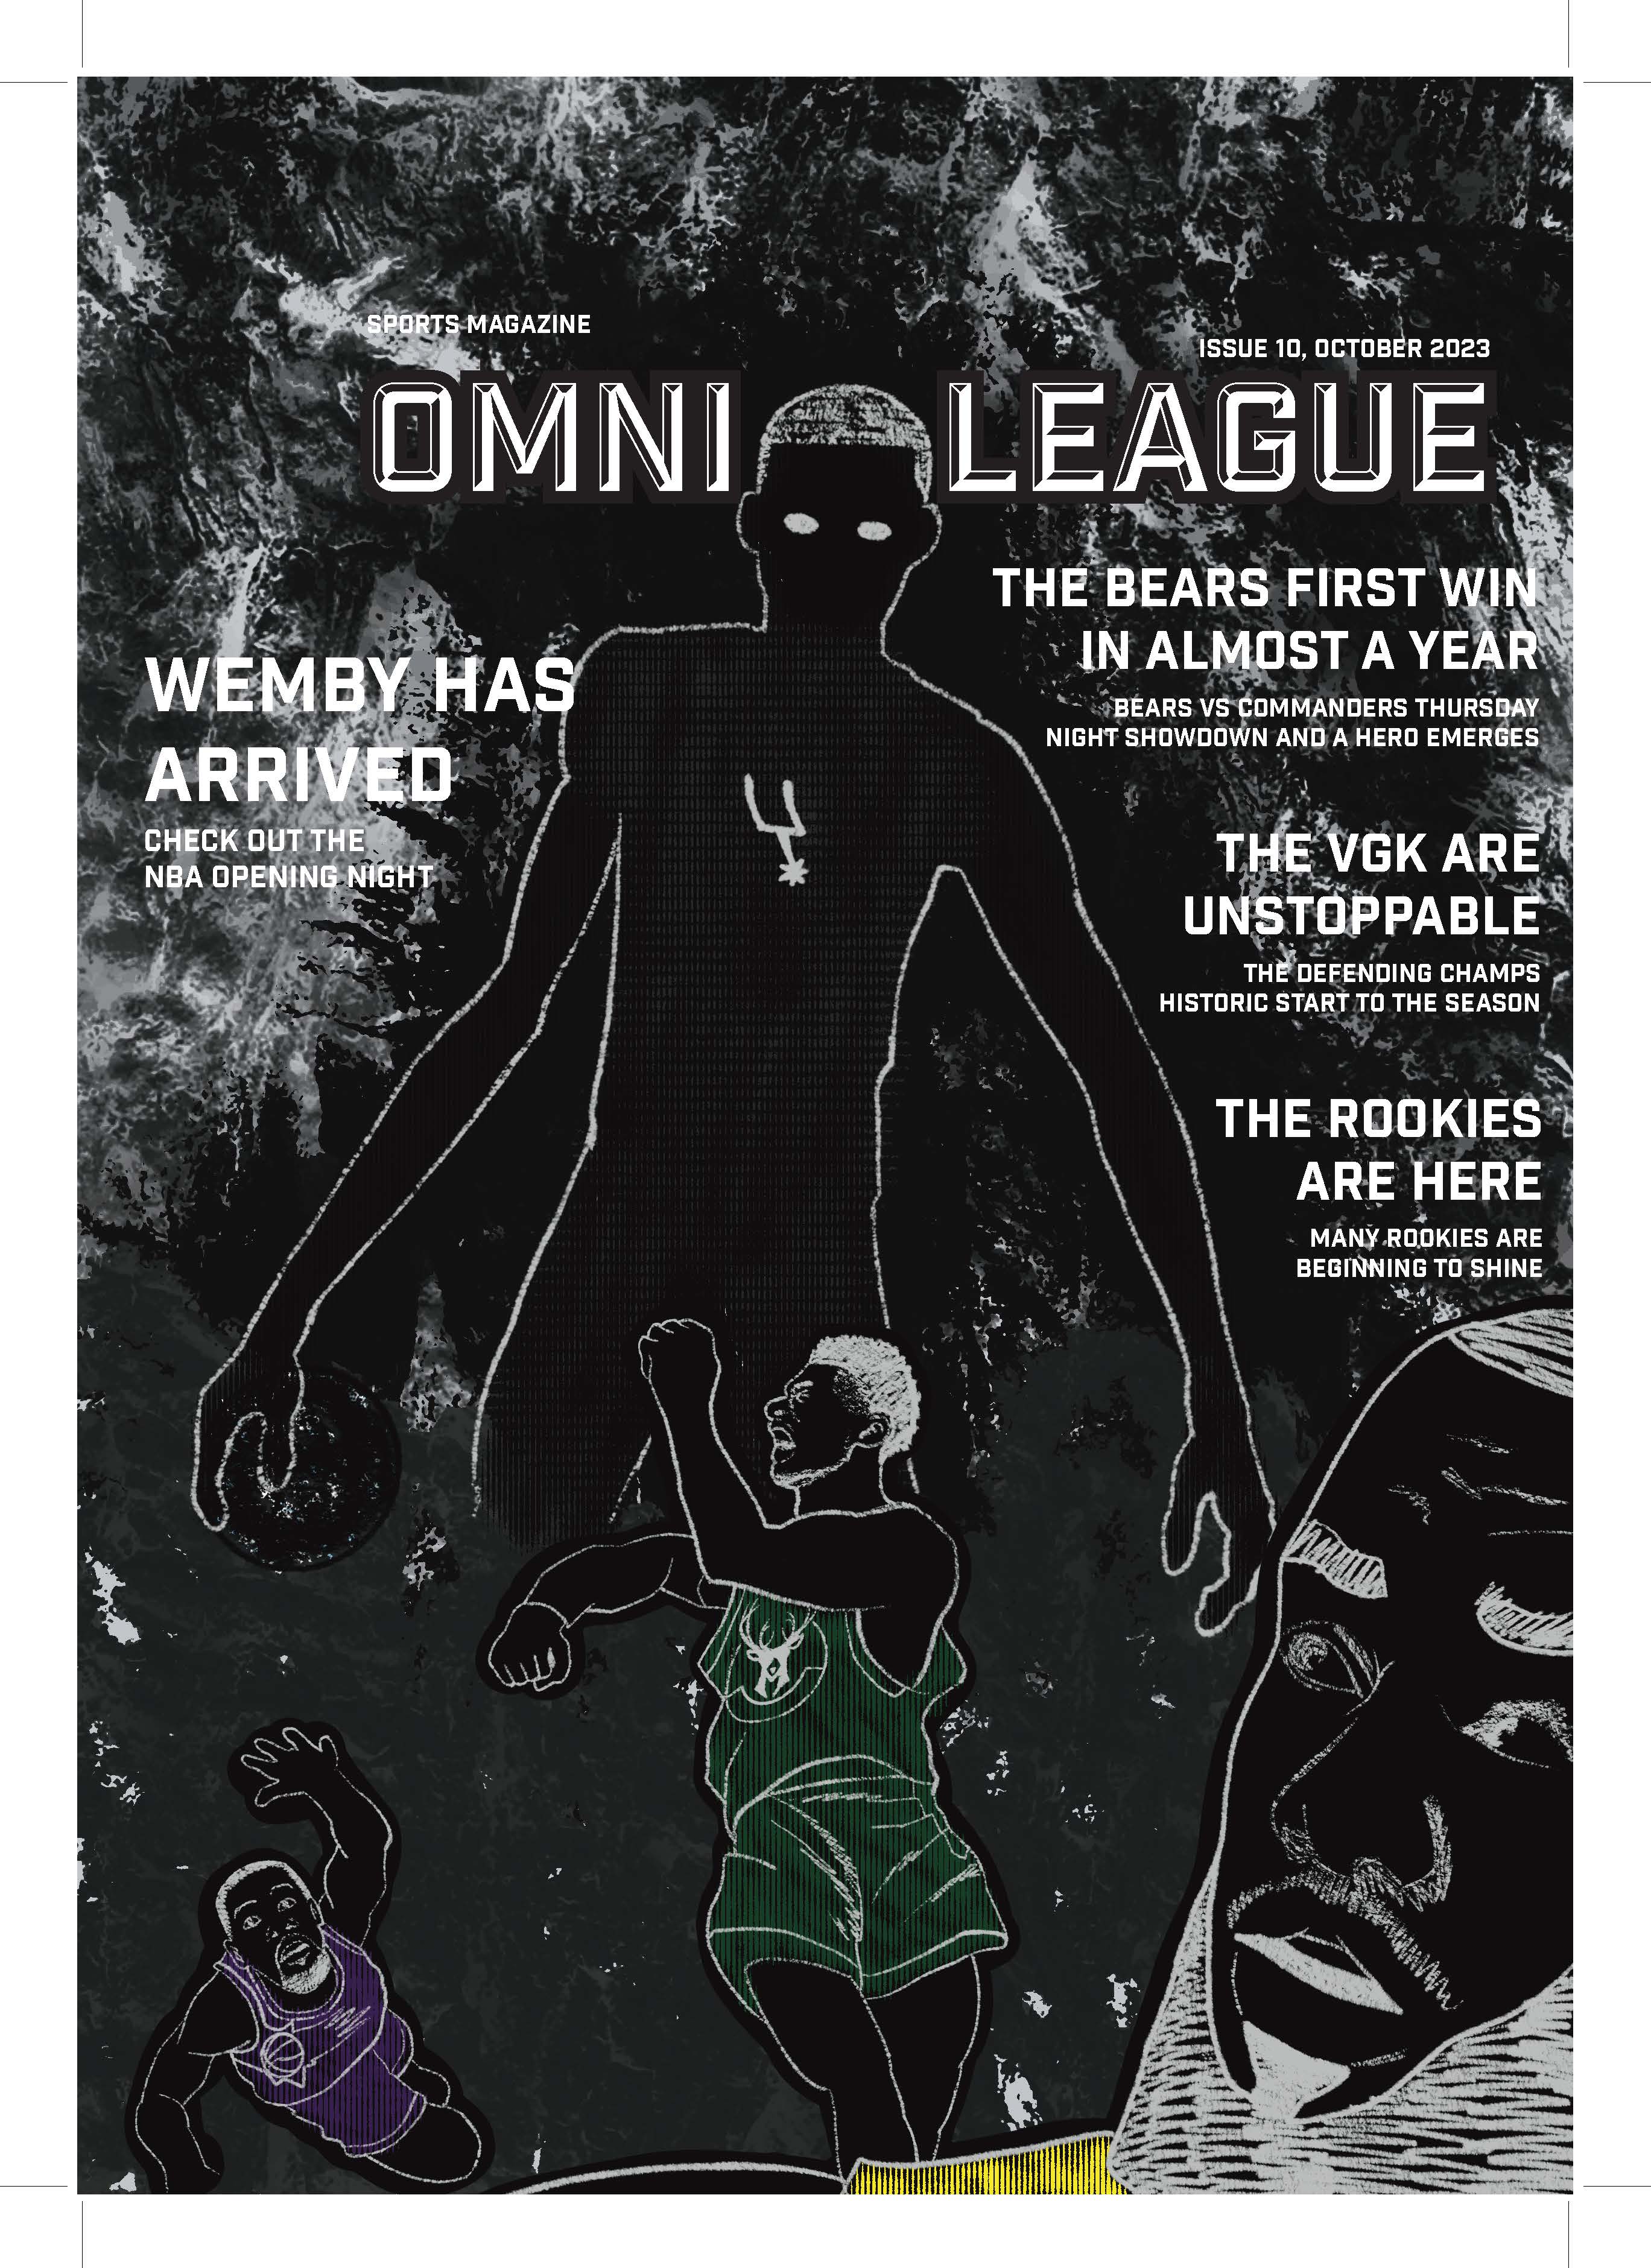 SPORTS MAGAZINE
ISSUE 10, OCTOBER 2023
OMNI LEAGUE
WEMBY HAS
ARRIVED
CHECK OUT THE
NBA OPENING NIGHT
THE BEARS FIRST WIN
IN ALMOST A YEAR
BEARS VS COMMANDERS THURSDAY
NIGHT SHOWDOWN AND A HERO EMERGES
THE VGK ARE
UNSTOPPABLE
THE DEFENDING CHAMPS
HISTORIC START TO THE SEASON
THE ROOKIES
ARE HERE
MANY ROOKIES ARE
BEGINNING TO SHINE